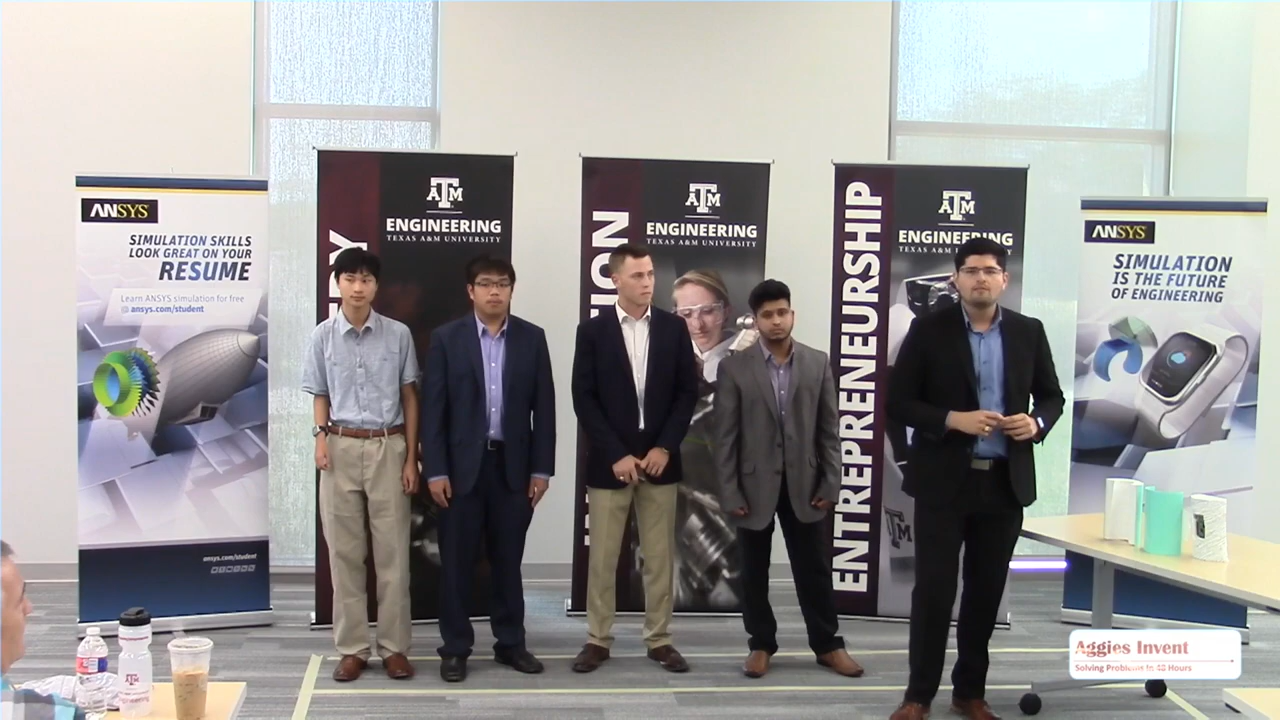 ANSYS
SIMULATION SKILLS
LOOK GREAT ON YOUR
RESUME
Learn ANSYS simulation for free
ansys.com/student
ansys.com/student
ATM
ENGINEERING
TEXAS A&M UNIVERSITY
ATM
ENGINEERING
TEXAS A&M UNIVERSITY
ENTREPRENEURSHIP
ATM
ENGINEERING
ATM
ANSYS
SIMULATION
IS THE FUTURE
OF ENGINEERING
ATM
Aggies Invent
Solving Problems in 48 Hours